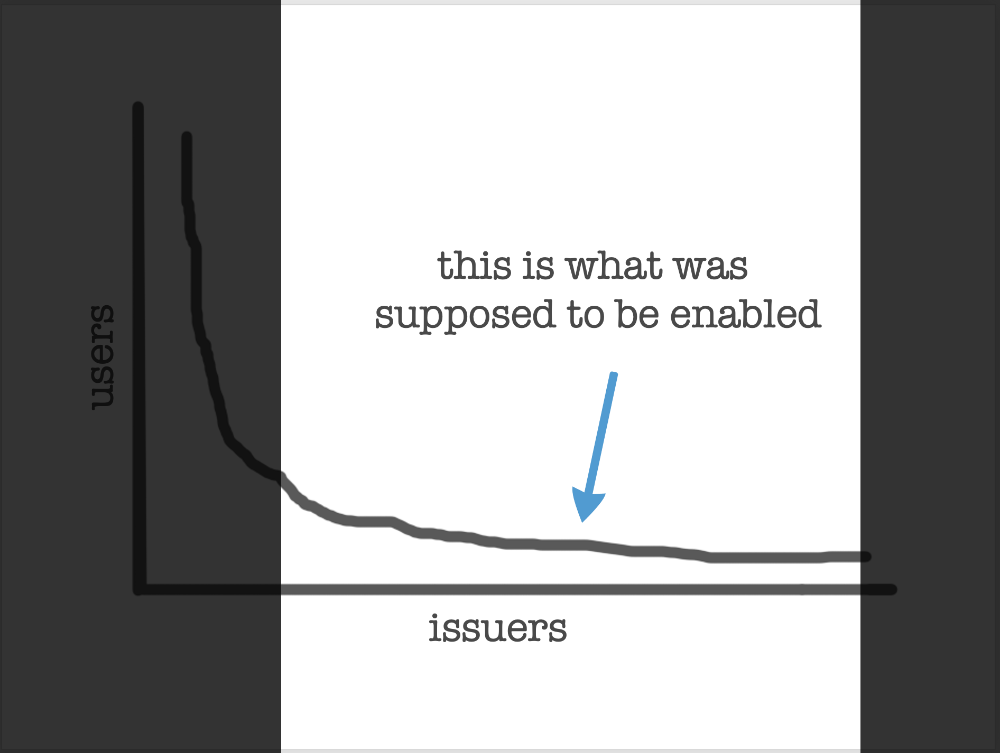 this is what was
supposed to be enabled
users
issuers